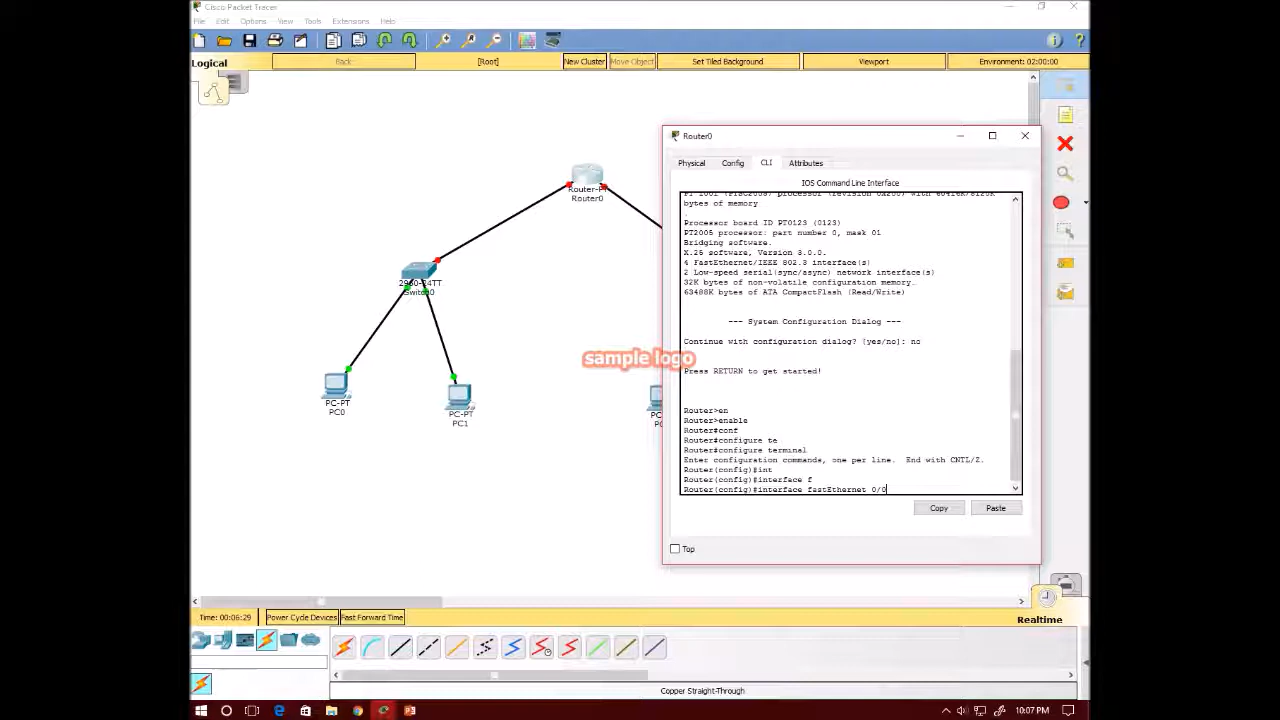 Cisco Packet Tracer
File Edit Options View Tools Extensions Help
Logical
Back
[Root]
New Cluster
Move Object
Set Tiled Background
Viewport
Environment: 02:00:00
Router-PT
Router0
2950-24TT
Switch0
PC-PT
PC0
PC-PT
PC1
Router0
Physical Config CLI Attributes
IOS Command Line Interface
bytes of memory
.
Processor board ID PT0123 (0123)
PT2005 processor: part number 0, mask 01
Bridging software.
X.25 software, Version 3.0.0.
4 FastEthernet/IEEE 802.3 interface(s)
2 Low-speed serial(sync/async) network interface(s)
32K bytes of non-volatile configuration memory.
63488K bytes of ATA CompactFlash (Read/Write)
--- System Configuration Dialog ---
Continue with configuration dialog? [yes/no]: no
Press RETURN to get started!
Router>en
Router>enable
Router#conf
Router#configure te
Router#configure terminal
Enter configuration commands, one per line. End with CNTL/Z.
Router(config)#int
Router(config)#interface f
Router(config)#interface fastEthernet 0/0
Copy
Paste
Top
sample logo
Time: 00:06:29
Power Cycle Devices
Fast Forward Time
Realtime
Copper Straight-Through
10:07 PM